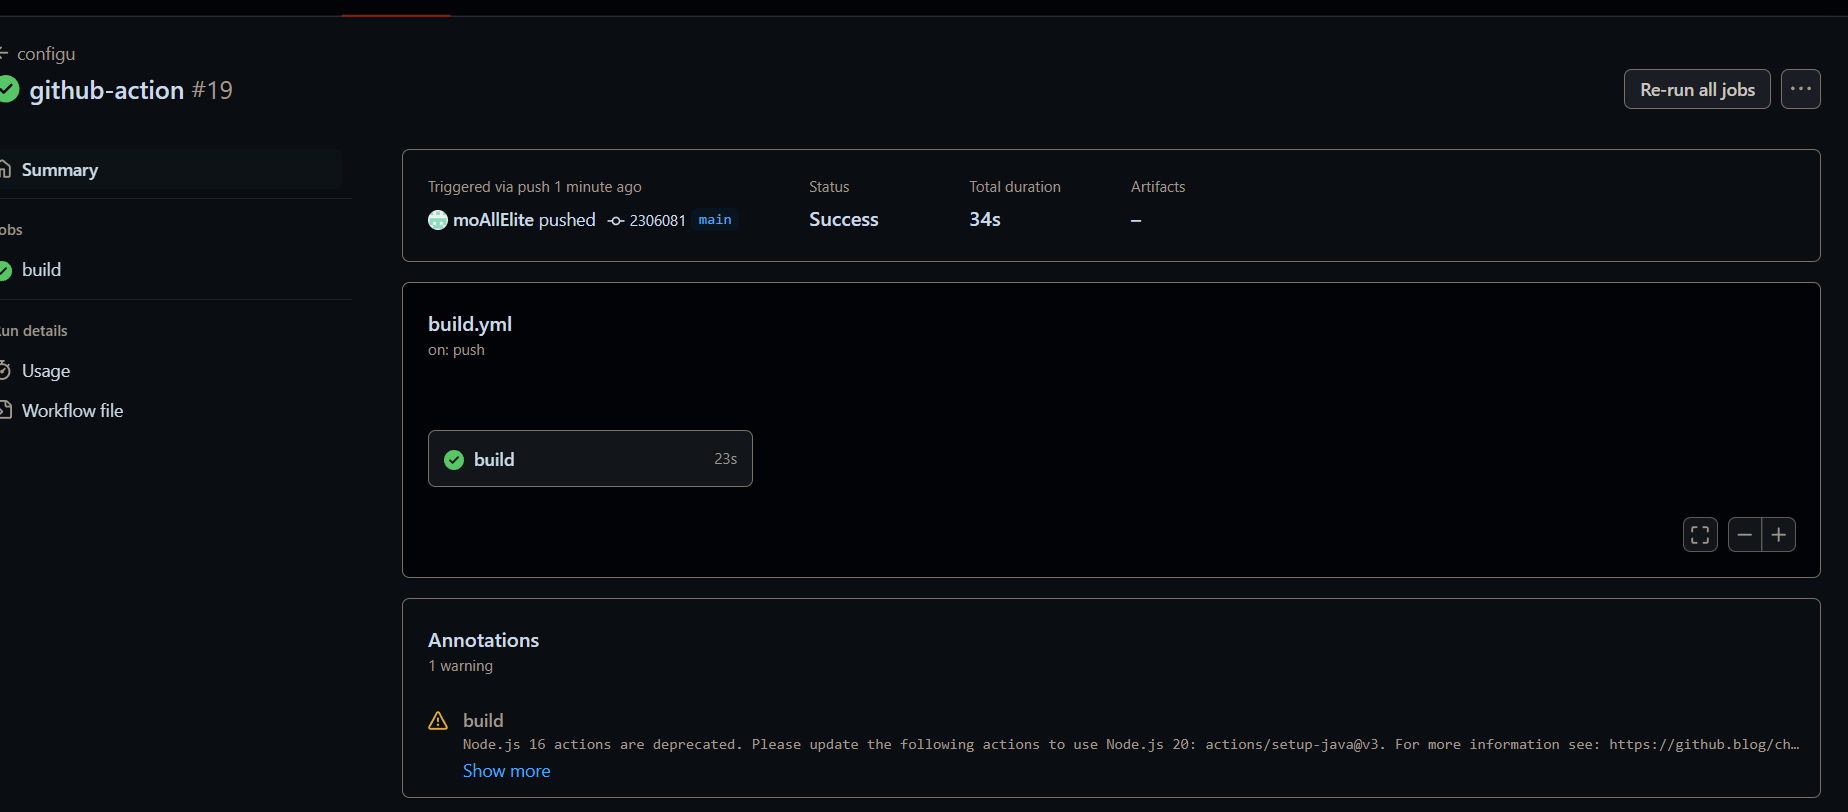 configu
github-action #19
Re-run all jobs
Summary
obs
build
un details
Usage
Workflow file
Triggered via push 1 minute ago
moAllElite pushed 2306081 main
Status
Success
Total duration
34s
Artifacts
–
build.yml
on: push
build 23s
Annotations
1 warning
build
Node.js 16 actions are deprecated. Please update the following actions to use Node.js 20: actions/setup-java@v3. For more information see: https://github.blog/ch…
Show more